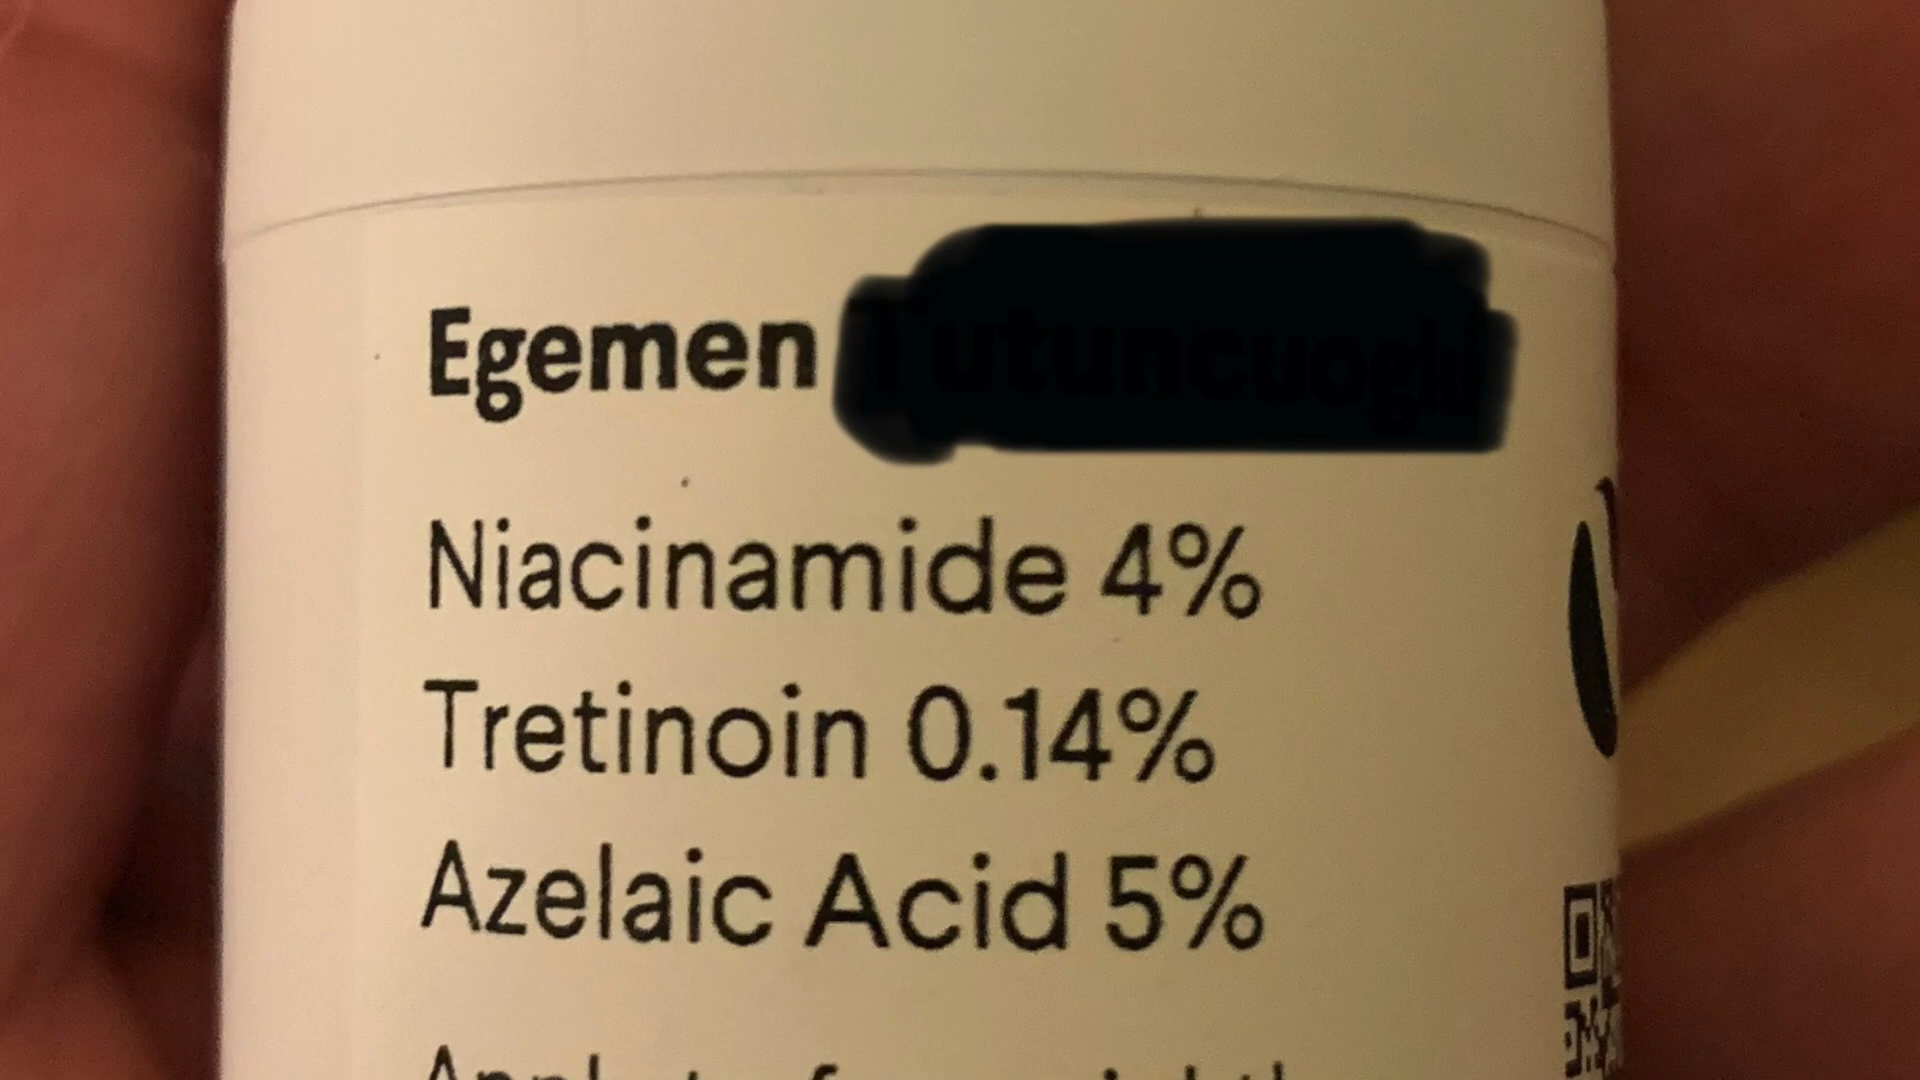 Egemen
Niacinamide 4%
Tretinoin 0.14%
Azelaic Acid 5%